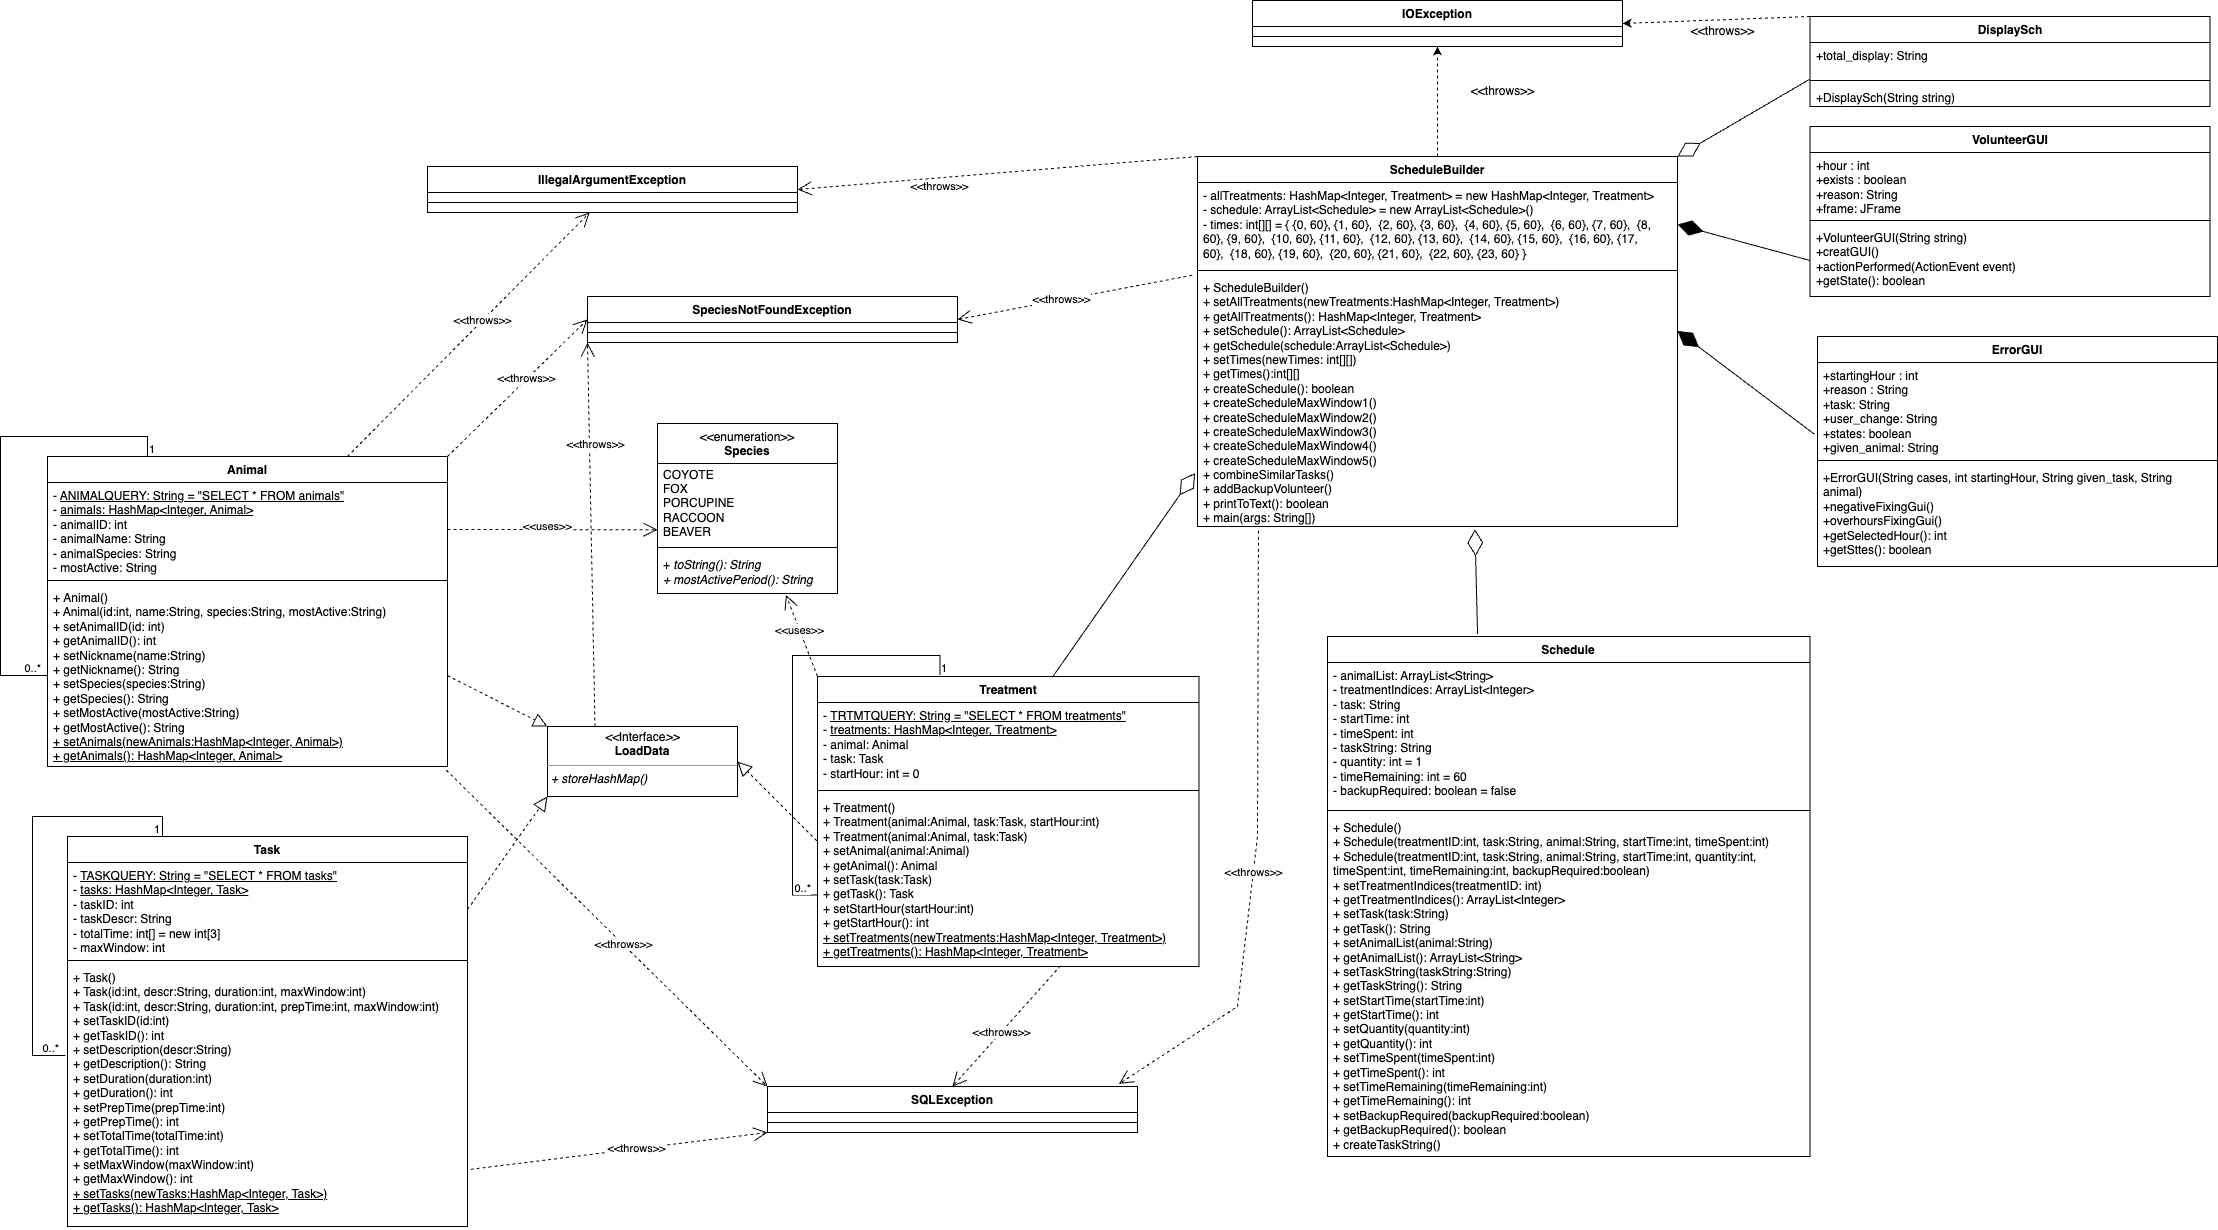 IOException
<<throws>>
<<throws>>
DisplaySch
+total_display: String
+DisplaySch(String string)
VolunteerGUI
+hour : int
+exists : boolean
+reason: String
+frame: JFrame
+VolunteerGUI(String string)
+creatGUI()
+actionPerformed(ActionEvent event)
+getState(): boolean
IllegalArgumentException
<<throws>>
<<throws>>
ScheduleBuilder
- allTreatments: HashMap<Integer, Treatment> = new HashMap<Integer, Treatment>
- schedule: ArrayList<Schedule> = new ArrayList<Schedule>()
- times: int[][] = { {0, 60}, {1, 60}, {2, 60}, {3, 60}, {4, 60}, {5, 60}, {6, 60}, {7, 60}, {8,
60}, {9, 60}, {10, 60}, {11, 60}, {12, 60}, {13, 60}, {14, 60}, {15, 60}, {16, 60}, {17,
60}, {18, 60}, {19, 60}, {20, 60}, {21, 60}, {22, 60}, {23, 60} }
+ ScheduleBuilder()
+ setAllTreatments(newTreatments:HashMap<Integer, Treatment>)
+ getAllTreatments(): HashMap<Integer, Treatment>
+ setSchedule(): ArrayList<Schedule>
+ getSchedule(schedule:ArrayList<Schedule>)
+ setTimes(newTimes: int[][])
+ getTimes():int[][]
+ createSchedule(): boolean
+ createScheduleMaxWindow1()
+ createScheduleMaxWindow2()
+ createScheduleMaxWindow3()
+ createScheduleMaxWindow4()
+ createScheduleMaxWindow5()
+ combineSimilarTasks()
+ addBackupVolunteer()
+ printToText(): boolean
+ main(args: String[])
SpeciesNotFoundException
<<throws>>
<<throws>>
<<throws>>
ErrorGUI
+startingHour : int
+reason : String
+task: String
+user_change: String
+states: boolean
+given_animal: String
+ErrorGUI(String cases, int startingHour, String given_task, String
animal)
+negativeFixingGui()
+overhoursFixingGui()
+getSelectedHour(): int
+getSttes(): boolean
<<enumeration>>
Species
COYOTE
FOX
PORCUPINE
RACCOON
BEAVER
+ toString(): String
+ mostActivePeriod(): String
<<uses>>
<<uses>>
1
0..*
Animal
- ANIMALQUERY: String = "SELECT * FROM animals"
- animals: HashMap<Integer, Animal>
- animalID: int
- animalName: String
- animalSpecies: String
- mostActive: String
+ Animal()
+ Animal(id:int, name:String, species:String, mostActive:String)
+ setAnimalID(id: int)
+ getAnimalID(): int
+ setNickname(name:String)
+ getNickname(): String
+ setSpecies(species:String)
+ getSpecies(): String
+ setMostActive(mostActive:String)
+ getMostActive(): String
+ setAnimals(newAnimals:HashMap<Integer, Animal>)
+ getAnimals(): HashMap<Integer, Animal>
<<Interface>>
LoadData
+ storeHashMap()
1
0..*
Treatment
- TRTMTQUERY: String = "SELECT * FROM treatments"
- treatments: HashMap<Integer, Treatment>
- animal: Animal
- task: Task
- startHour: int = 0
+ Treatment()
+ Treatment(animal:Animal, task:Task, startHour:int)
+ Treatment(animal:Animal, task:Task)
+ setAnimal(animal:Animal)
+ getAnimal(): Animal
+ setTask(task:Task)
+ getTask(): Task
+ setStartHour(startHour:int)
+ getStartHour(): int
+ setTreatments(newTreatments:HashMap<Integer, Treatment>)
+ getTreatments(): HashMap<Integer, Treatment>
Schedule
- animalList: ArrayList<String>
- treatmentIndices: ArrayList<Integer>
- task: String
- startTime: int
- timeSpent: int
- taskString: String
- quantity: int = 1
- timeRemaining: int = 60
- backupRequired: boolean = false
+ Schedule()
+ Schedule(treatmentID:int, task:String, animal:String, startTime:int, timeSpent:int)
+ Schedule(treatmentID:int, task:String, animal:String, startTime:int, quantity:int,
timeSpent:int, timeRemaining:int, backupRequired:boolean)
+ setTreatmentIndices(treatmentID: int)
+ getTreatmentIndices(): ArrayList<Integer>
+ setTask(task:String)
+ getTask(): String
+ setAnimalList(animal:String)
+ getAnimalList(): ArrayList<String>
+ setTaskString(taskString:String)
+ getTaskString(): String
+ setStartTime(startTime:int)
+ getStartTime(): int
+ setQuantity(quantity:int)
+ getQuantity(): int
+ setTimeSpent(timeSpent:int)
+ getTimeSpent(): int
+ setTimeRemaining(timeRemaining:int)
+ getTimeRemaining(): int
+ setBackupRequired(backupRequired:boolean)
+ getBackupRequired(): boolean
+ createTaskString()
1
0..*
Task
- TASKQUERY: String = "SELECT * FROM tasks"
- tasks: HashMap<Integer, Task>
- taskID: int
- taskDescr: String
- totalTime: int[] = new int[3]
- maxWindow: int
+ Task()
+ Task(id:int, descr:String, duration:int, maxWindow:int)
+ Task(id:int, descr:String, duration:int, prepTime:int, maxWindow:int)
+ setTaskID(id:int)
+ getTaskID(): int
+ setDescription(descr:String)
+ getDescription(): String
+ setDuration(duration:int)
+ getDuration(): int
+ setPrepTime(prepTime:int)
+ getPrepTime(): int
+ setTotalTime(totalTime:int)
+ getTotalTime(): int
+ setMaxWindow(maxWindow:int)
+ getMaxWindow(): int
+ setTasks(newTasks:HashMap<Integer, Task>)
+ getTasks(): HashMap<Integer, Task>
<<throws>>
<<throws>>
<<throws>>
<<throws>>
SQLException